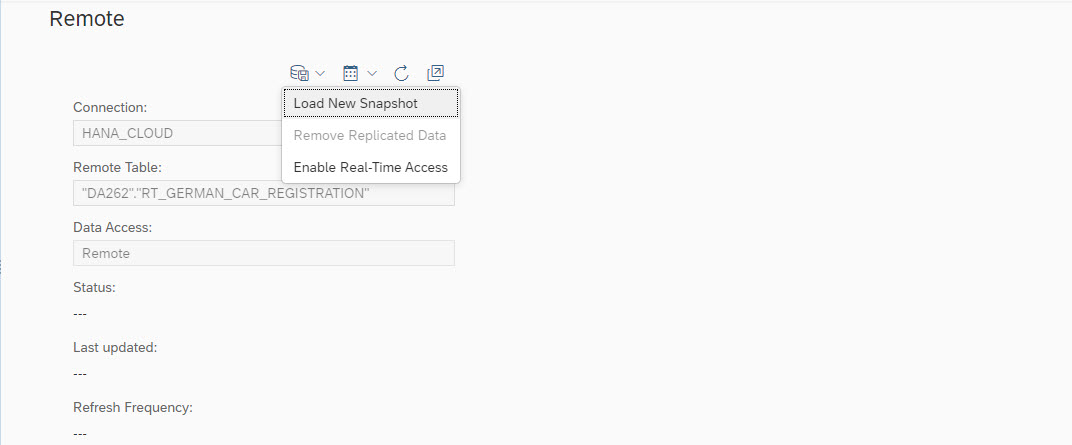 Remote
Load New Snapshot
Remove Replicated Data
Enable Real-Time Access
Connection:
HANA_CLOUD
Remote Table:
"DA262"."RT_GERMAN_CAR_REGISTRATION"
Data Access:
Remote
Status:
---
Last updated:
---
Refresh Frequency:
---